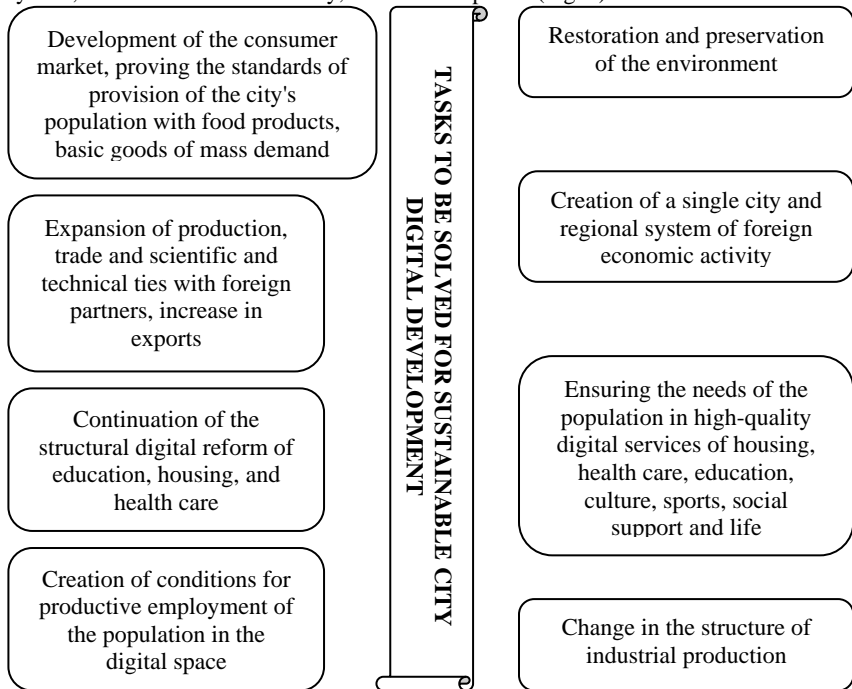 Development of the consumer
market, proving the standards of
provision of the city's
population with food products,
basic goods of mass demand
Expansion of production,
trade and scientific and
technical ties with foreign
partners, increase in
exports
Continuation of the
structural digital reform of
education, housing, and
health care
Creation of conditions for
productive employment of
the population in the
digital space
TASKS TO BE SOLVED FOR SUSTAINABLE CITY
DIGITAL DEVELOPMENT
Restoration and preservation
of the environment
Creation of a single city and
regional system of foreign
economic activity
Ensuring the needs of the
population in high-quality
digital services of housing,
health care, education,
culture, sports, social
support and life
Change in the structure of
industrial production